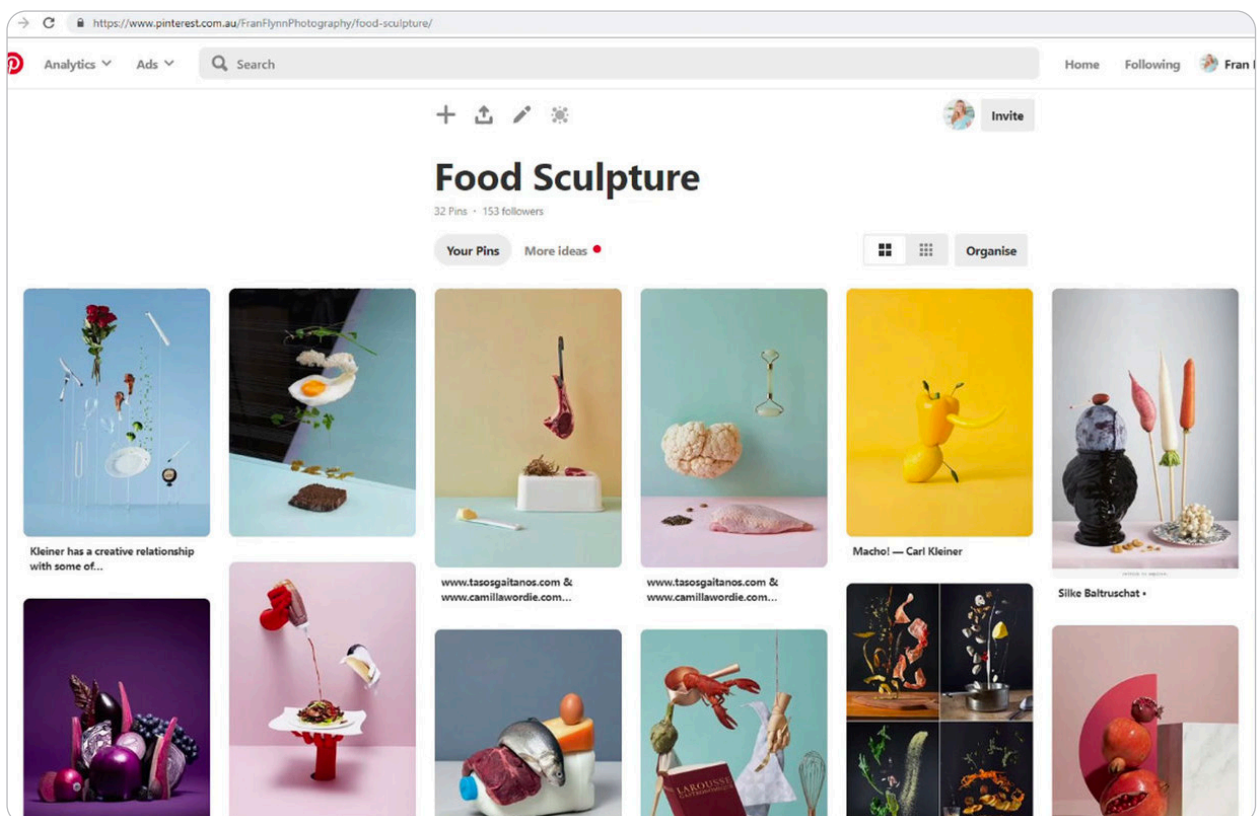 https://www.pinterest.com.au/FranFlynnPhotography/food-sculpture/
Analytics
Ads
Search
Home
Following
Fran
Invite
Food Sculpture
32 Pins • 153 followers
Your Pins
More ideas
Organise
Kleiner has a creative relationship
with some of...
www.tasosgaitanos.com &
www.camillawordie.com...
www.tasosgaitanos.com &
www.camillawordie.com...
Macho! — Carl Kleiner
Silke Baltruschat •
LAROUSSE
GASTRONOMIQUE